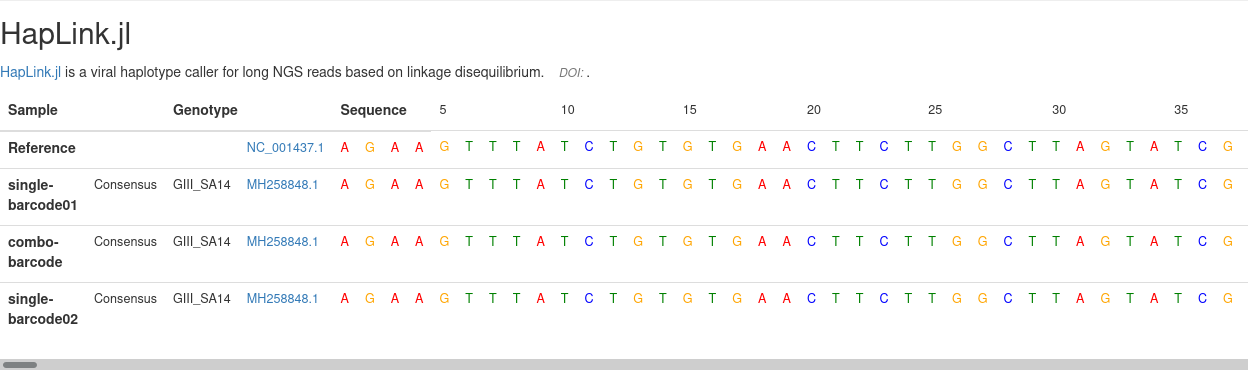 HapLink.jl
HapLink.jl is a viral haplotype caller for long NGS reads based on linkage disequilibrium. DOI: .
Sample Genotype Sequence 5 10 15 20 25 30 35
Reference NC_001437.1 A G A A G T T T A T C T G T G T G A A C T T C T T G G C T T A G T A T C G
single-
barcode01 Consensus GIII_SA14 MH258848.1 A G A A G T T T A T C T G T G T G A A C T T C T T G G C T T A G T A T C G
combo-
barcode Consensus GIII_SA14 MH258848.1 A G A A G T T T A T C T G T G T G A A C T T C T T G G C T T A G T A T C G
single-
barcode02 Consensus GIII_SA14 MH258848.1 A G A A G T T T A T C T G T G T G A A C T T C T T G G C T T A G T A T C G